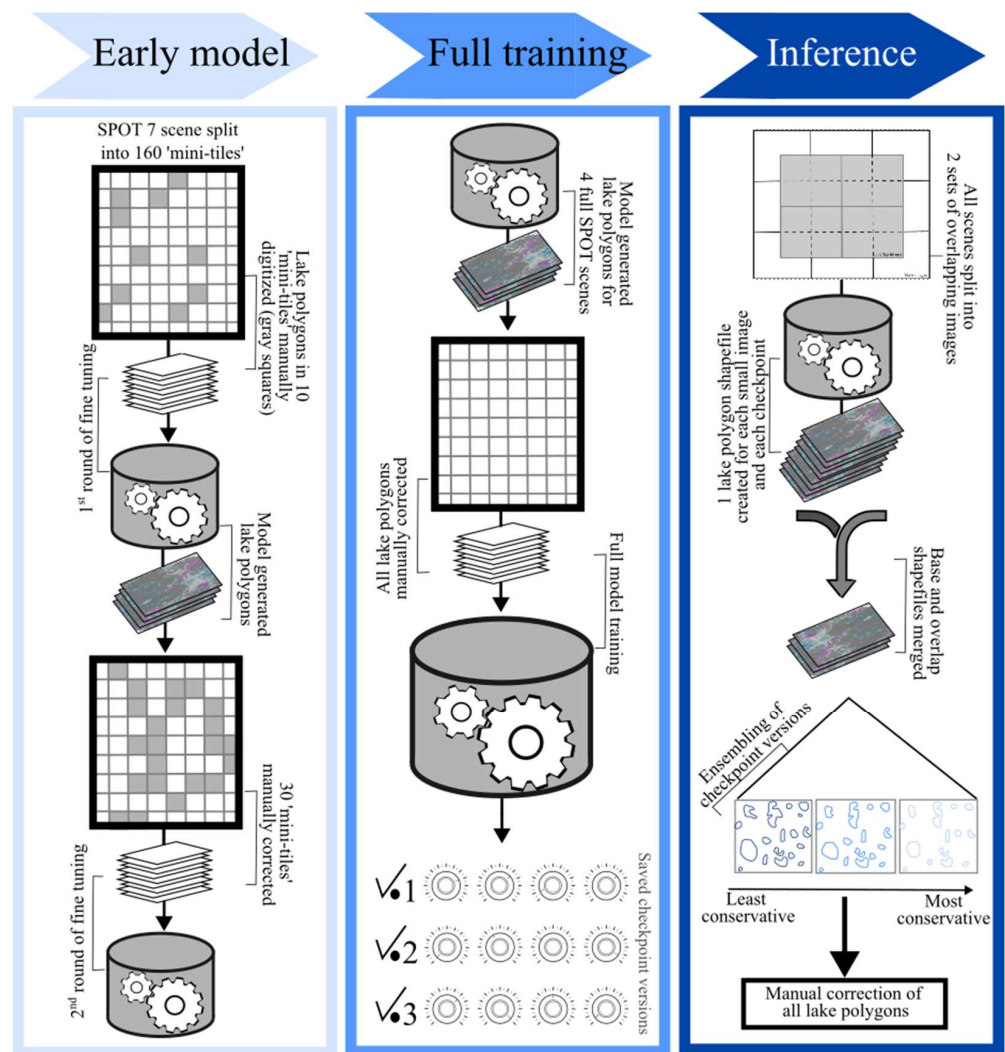 Early model
Full training
Inference
SPOT 7 scene split
into 160 'mini-tiles'
Lake polygons in 10
'mini-tiles' manually
digitized (gray squares)
1st round of fine tuning
Model generated
lake polygons
30 'mini-tiles'
manually corrected
2nd round of fine tuning
Model generated
lake polygons for
4 full SPOT scenes
All lake polygons
manually corrected
Full model training
Saved checkpoint versions
✓.1
✓.2
✓.3
All scenes split into
2 sets of overlapping images
1 lake polygon shapefile
created for each small image
and each checkpoint
Base and overlap
shapefiles merged
Ensembling of
checkpoint versions
Least
conservative
Most
conservative
Manual correction of
all lake polygons